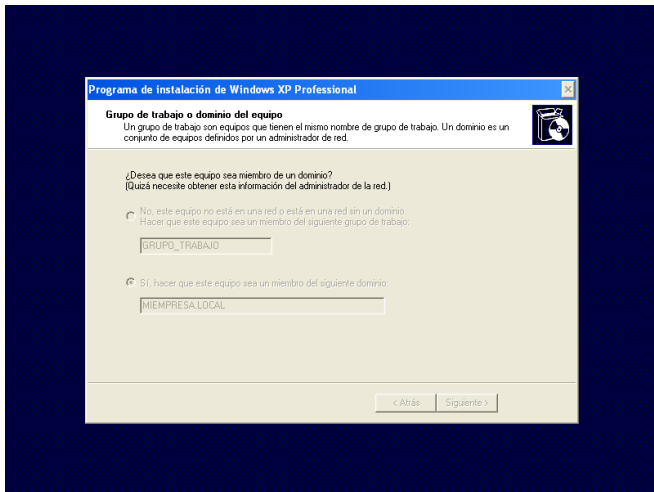 Programa de instalación de Windows XP Professional
Grupo de trabajo o dominio del equipo
Un grupo de trabajo son equipos que tienen el mismo nombre de grupo de trabajo. Un dominio es un
conjunto de equipos definidos por un administrador de red.
¿Desea que este equipo sea miembro de un dominio?
(Quizá necesite obtener esta información del administrador de la red.)
No, este equipo no está en una red o está en una red sin un dominio.
Hacer que este equipo sea un miembro del siguiente grupo de trabajo:
GRUPO_TRABAJO
Sí, hacer que este equipo sea un miembro del siguiente dominio:
MIEMPRESA.LOCAL
< Atrás Siguiente >